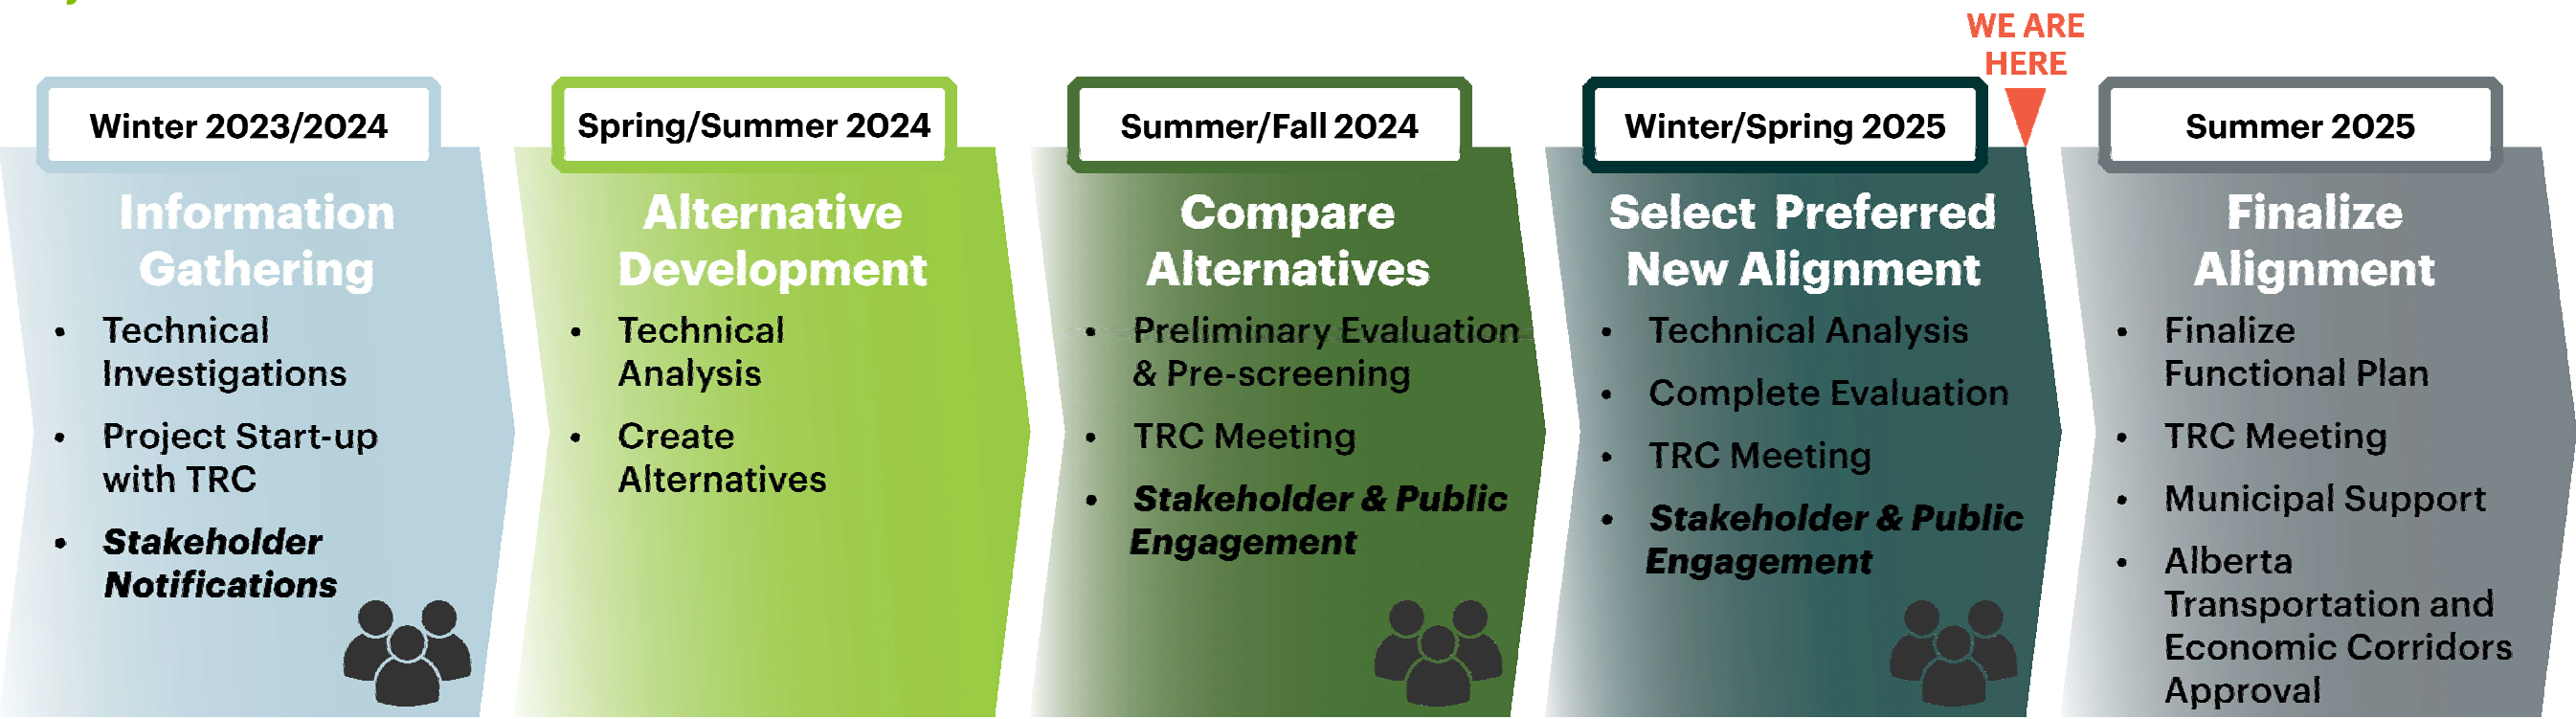 WE ARE
HERE
Winter 2023/2024
Information
Gathering
• Technical
Investigations
• Project Start-up
with TRC
• Stakeholder
Notifications
Spring/Summer 2024
Alternative
Development
• Technical
Analysis
• Create
Alternatives
Summer/Fall 2024
Compare
Alternatives
• Preliminary Evaluation
& Pre-screening
• TRC Meeting
• Stakeholder & Public
Engagement
Winter/Spring 2025
Select Preferred
New Alignment
• Technical Analysis
• Complete Evaluation
• TRC Meeting
• Stakeholder & Public
Engagement
Summer 2025
Finalize
Alignment
• Finalize
Functional Plan
• TRC Meeting
• Municipal Support
• Alberta
Transportation and
Economic Corridors
Approval